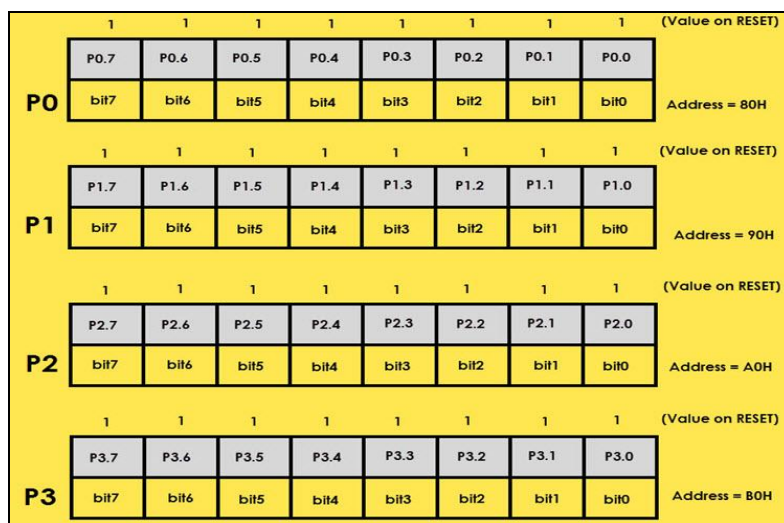 1 1 1 1 1 1 1 1 (Value on RESET)
P0.7 P0.6 P0.5 P0.4 P0.3 P0.2 P0.1 P0.0
P0 bit7 bit6 bit5 bit4 bit3 bit2 bit1 bit0 Address = 80H
1 1 1 1 1 1 1 1 (Value on RESET)
P1.7 P1.6 P1.5 P1.4 P1.3 P1.2 P1.1 P1.0
P1 bit7 bit6 bit5 bit4 bit3 bit2 bit1 bit0 Address = 90H
1 1 1 1 1 1 1 1 (Value on RESET)
P2.7 P2.6 P2.5 P2.4 P2.3 P2.2 P2.1 P2.0
P2 bit7 bit6 bit5 bit4 bit3 bit2 bit1 bit0 Address = A0H
1 1 1 1 1 1 1 1 (Value on RESET)
P3.7 P3.6 P3.5 P3.4 P3.3 P3.2 P3.1 P3.0
P3 bit7 bit6 bit5 bit4 bit3 bit2 bit1 bit0 Address = B0H